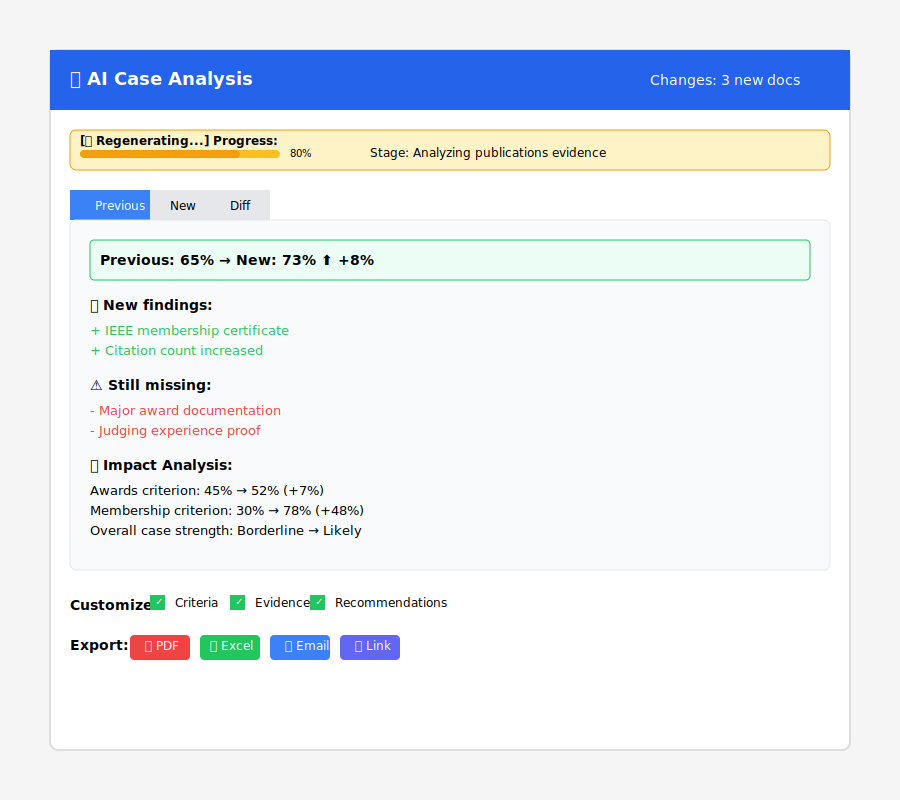 AI Case Analysis
Changes: 3 new docs
[ Regenerating...] Progress:
80%
Stage: Analyzing publications evidence
Previous New Diff
Previous: 65% → New: 73% ⬆ +8%
New findings:
+ IEEE membership certificate
+ Citation count increased
⚠ Still missing:
- Major award documentation
- Judging experience proof
Impact Analysis:
Awards criterion: 45% → 52% (+7%)
Membership criterion: 30% → 78% (+48%)
Overall case strength: Borderline → Likely
Customize ✓ Criteria ✓ Evidence ✓ Recommendations
Export: PDF Excel Email Link